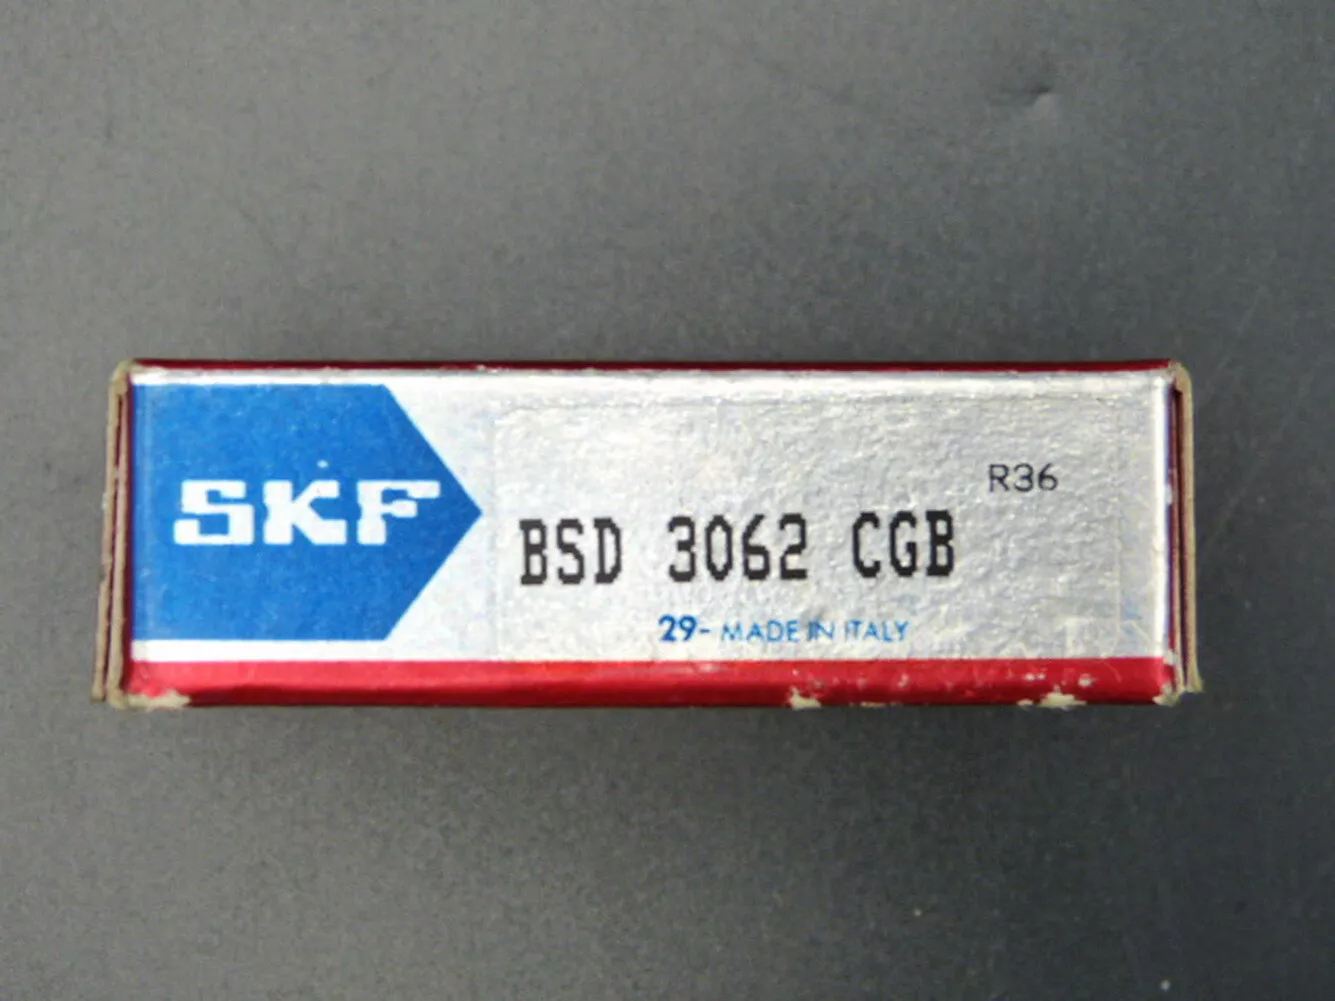 SKF
R36
BSD 3062 CGB
29- MADE IN ITALY